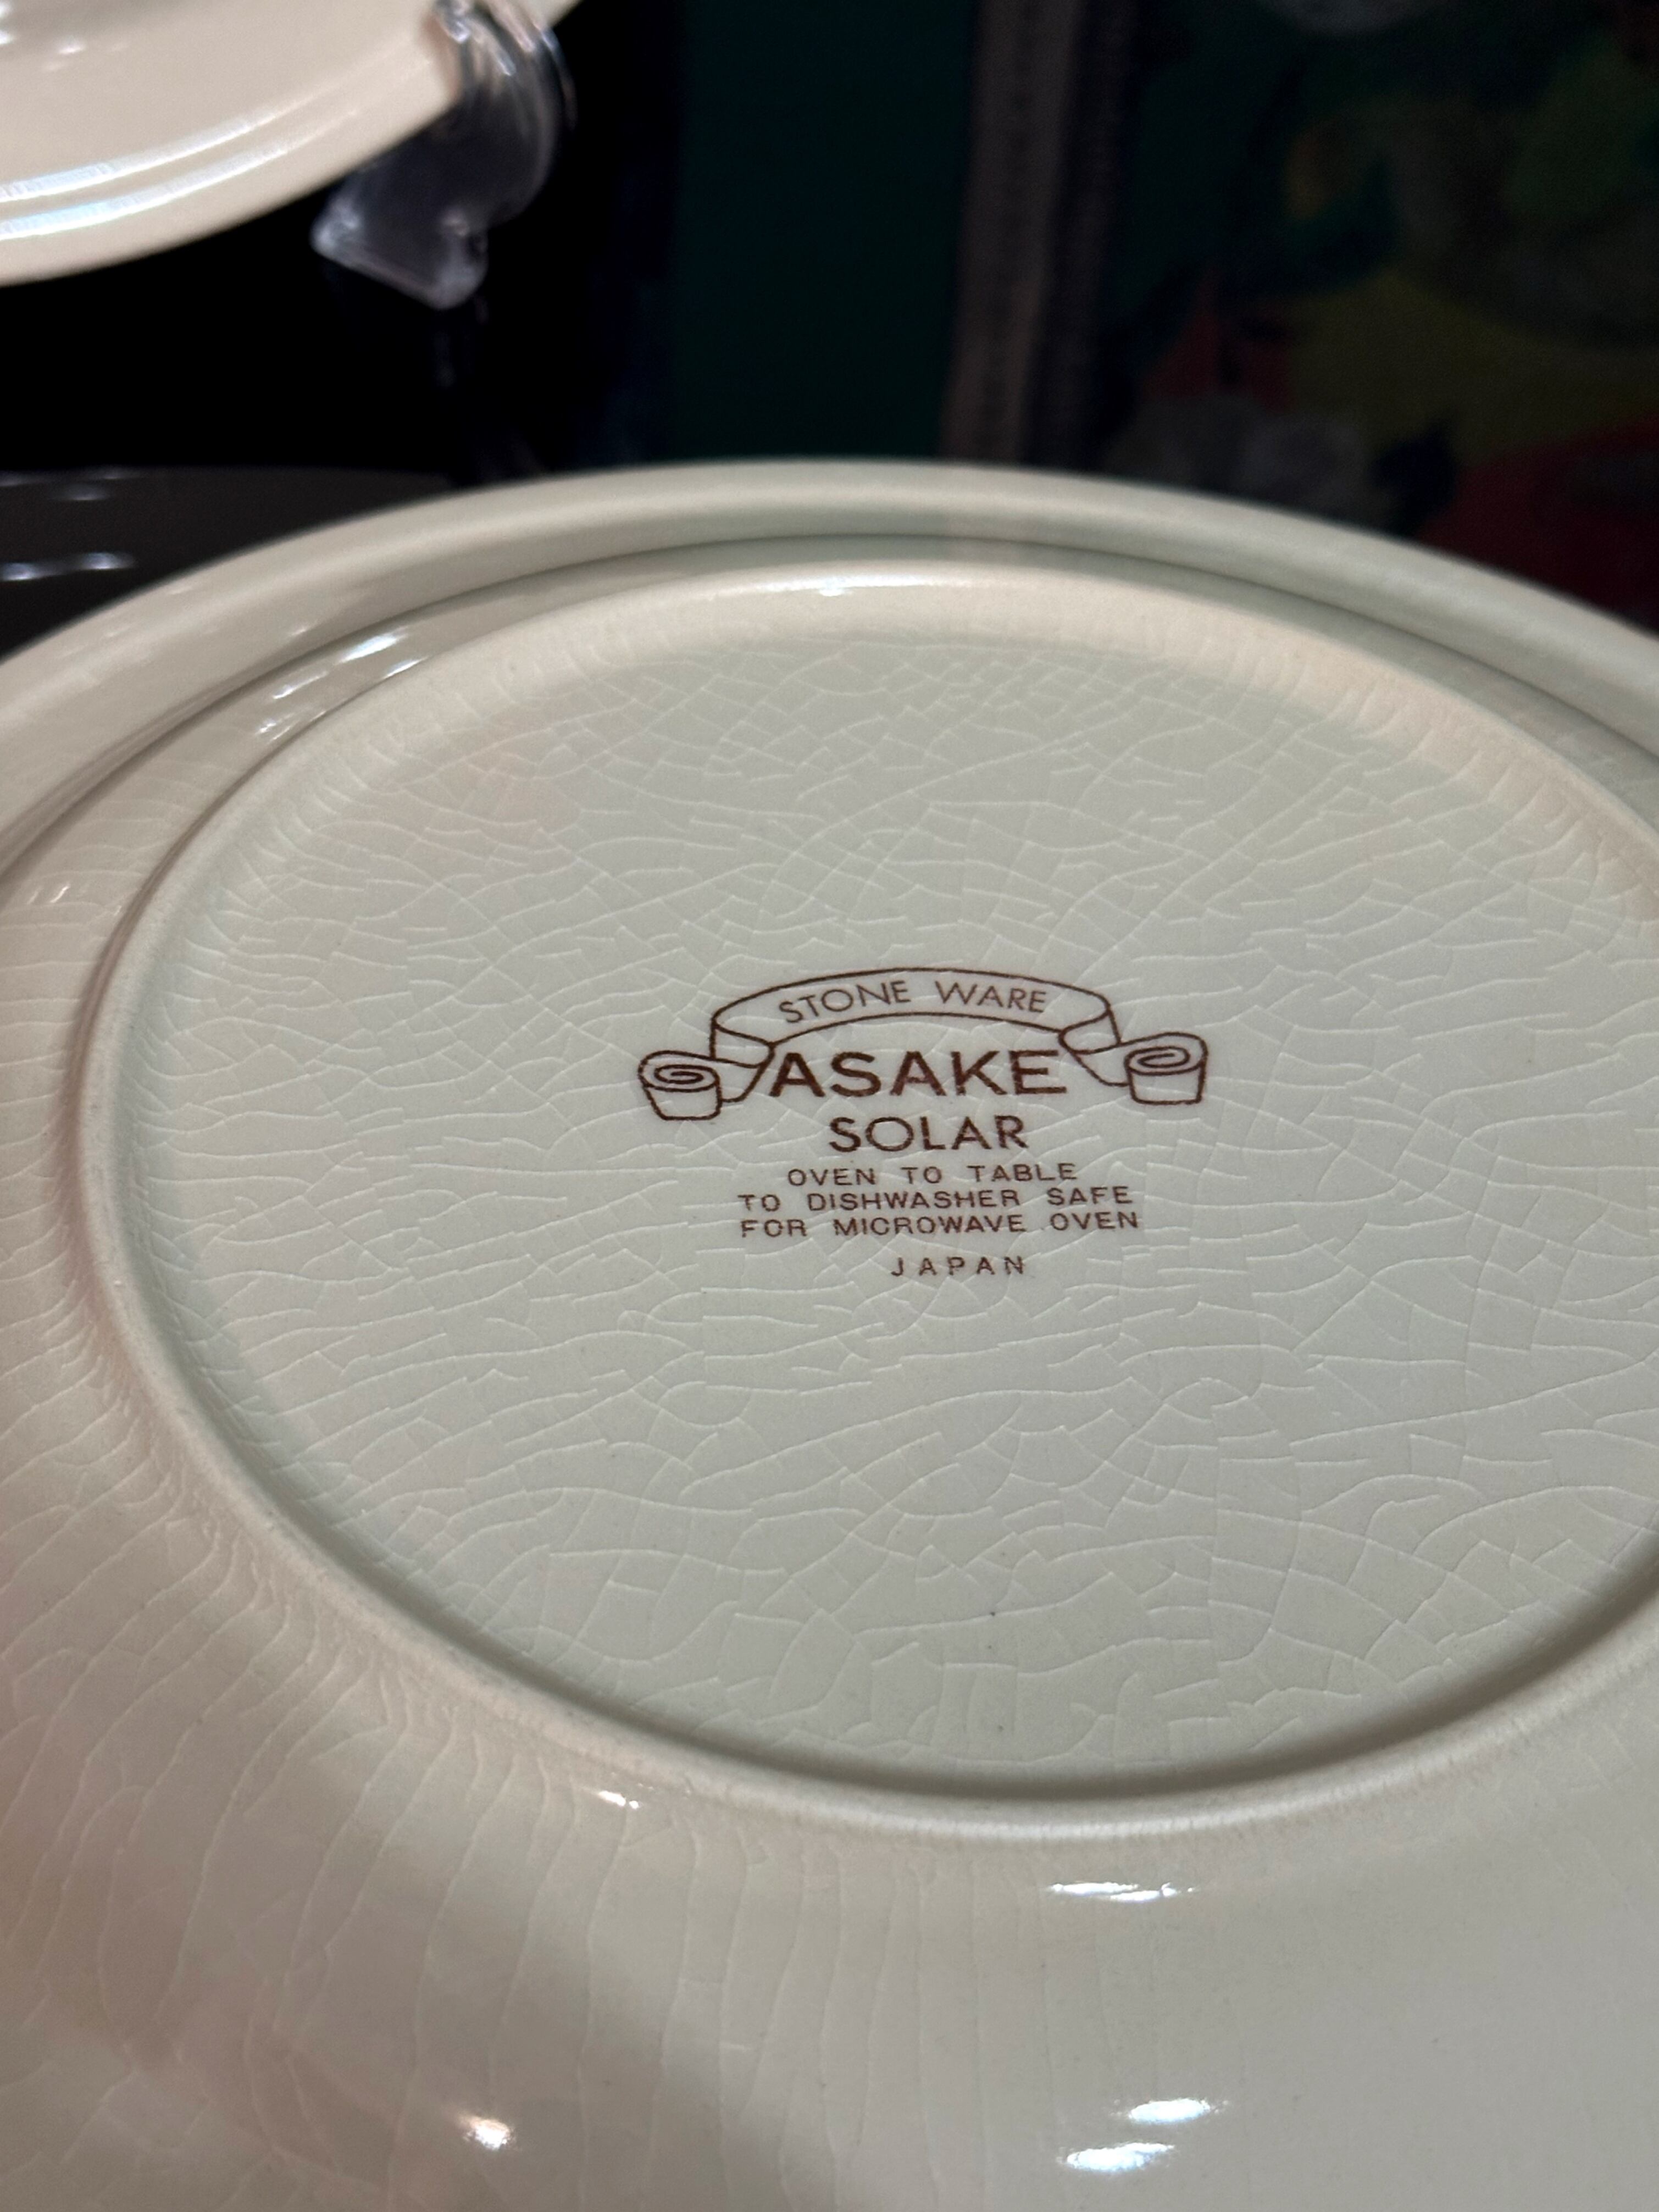 STONE WARE
ASAKE
SOLAR
OVEN TO TABLE
TO DISHWASHER SAFE
FOR MICROWAVE OVEN
JAPAN